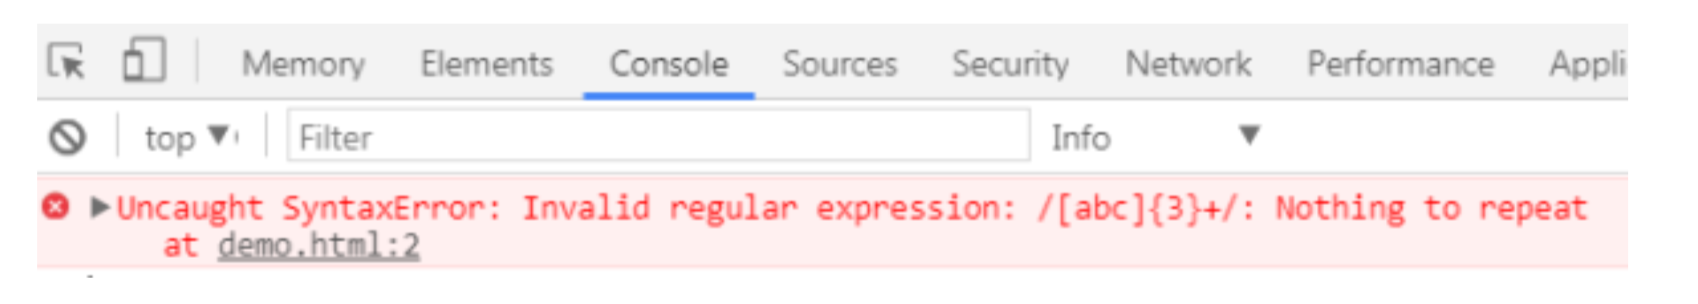 Memory Elements Console Sources Security Network Performance Appli
top Filter Info
Uncaught SyntaxError: Invalid regular expression: /[abc]{3}+/: Nothing to repeat
at demo.html:2